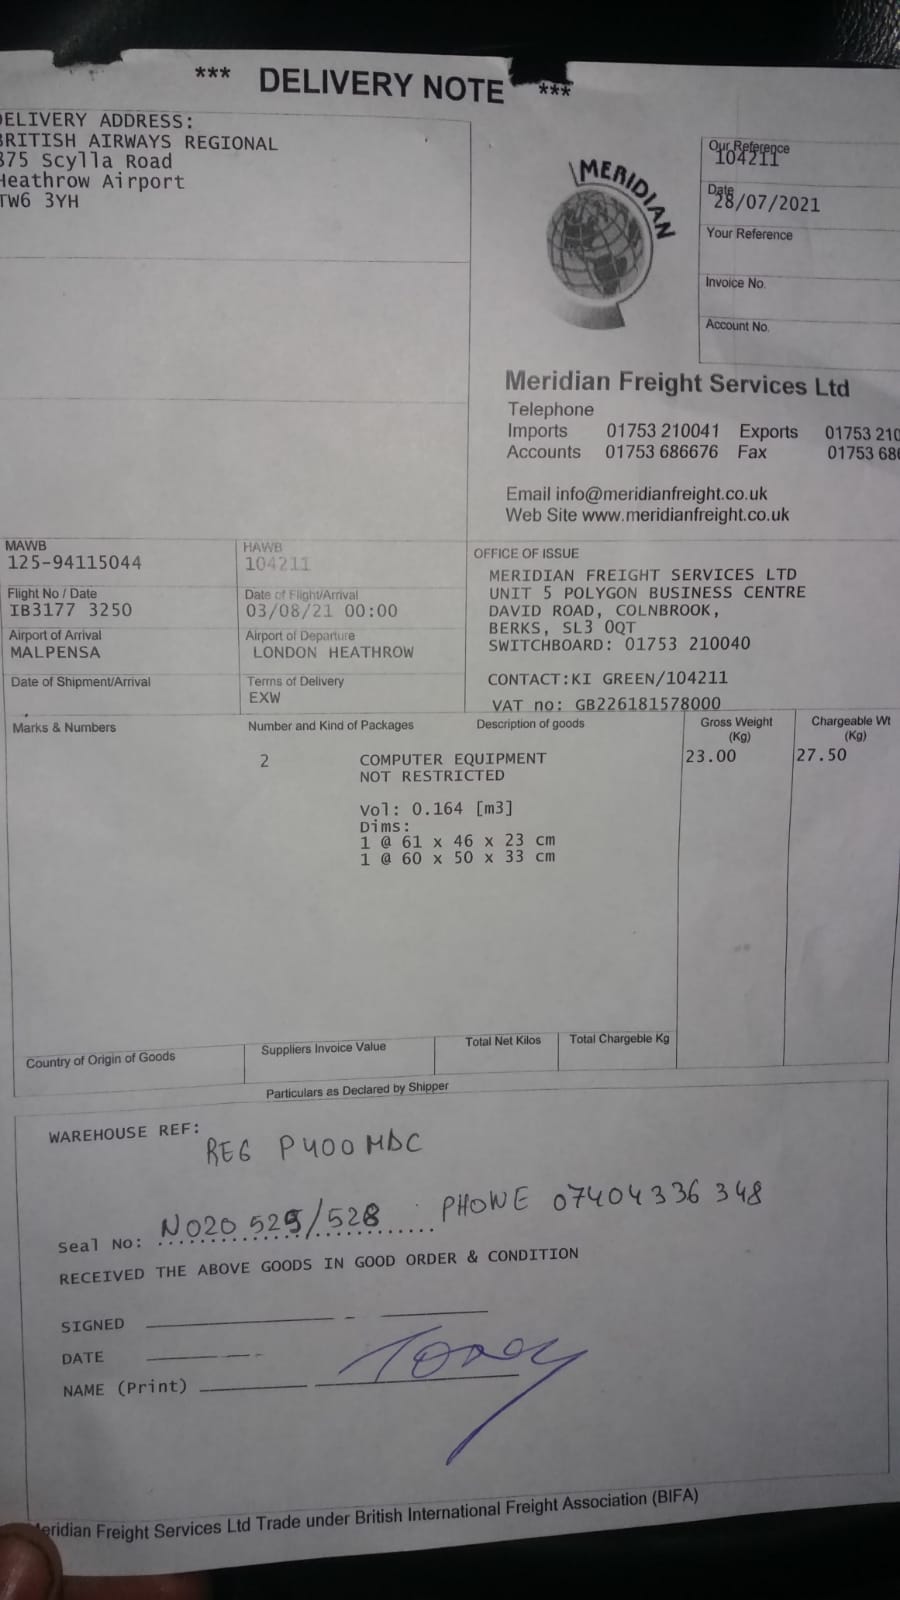 *** DELIVERY NOTE ***
DELIVERY ADDRESS:
BRITISH AIRWAYS REGIONAL
875 Scylla Road
Heathrow Airport
TW6 3YH
MERIDIAN
Our Reference
104211
Date
28/07/2021
Your Reference
Invoice No.
Account No.
Meridian Freight Services Ltd
Telephone
Imports 01753 210041 Exports 01753 210
Accounts 01753 686676 Fax 01753 68
Email info@meridianfreight.co.uk
Web Site www.meridianfreight.co.uk
MAWB
125-94115044
HAWB
104211
Flight No / Date
IB3177 3250
Date of Flight/Arrival
03/08/21 00:00
Airport of Arrival
MALPENSA
Airport of Departure
LONDON HEATHROW
Date of Shipment/Arrival
Terms of Delivery
EXW
OFFICE OF ISSUE
MERIDIAN FREIGHT SERVICES LTD
UNIT 5 POLYGON BUSINESS CENTRE
DAVID ROAD, COLNBROOK,
BERKS, SL3 0QT
SWITCHBOARD: 01753 210040
CONTACT:KI GREEN/104211
VAT no: GB226181578000
Marks & Numbers
Number and Kind of Packages
Description of goods
Gross Weight
(Kg)
Chargeable Wt
(Kg)
2 COMPUTER EQUIPMENT 23.00 27.50
NOT RESTRICTED
Vol: 0.164 [m3]
Dims:
1 @ 61 x 46 x 23 cm
1 @ 60 x 50 x 33 cm
Country of Origin of Goods
Suppliers Invoice Value
Total Net Kilos
Total Chargeble Kg
Particulars as Declared by Shipper
WAREHOUSE REF:
REG P400MDC
Seal No: N020 529/528 PHONE 07404336348
RECEIVED THE ABOVE GOODS IN GOOD ORDER & CONDITION
SIGNED
DATE
NAME (Print)
Meridian Freight Services Ltd Trade under British International Freight Association (BIFA)